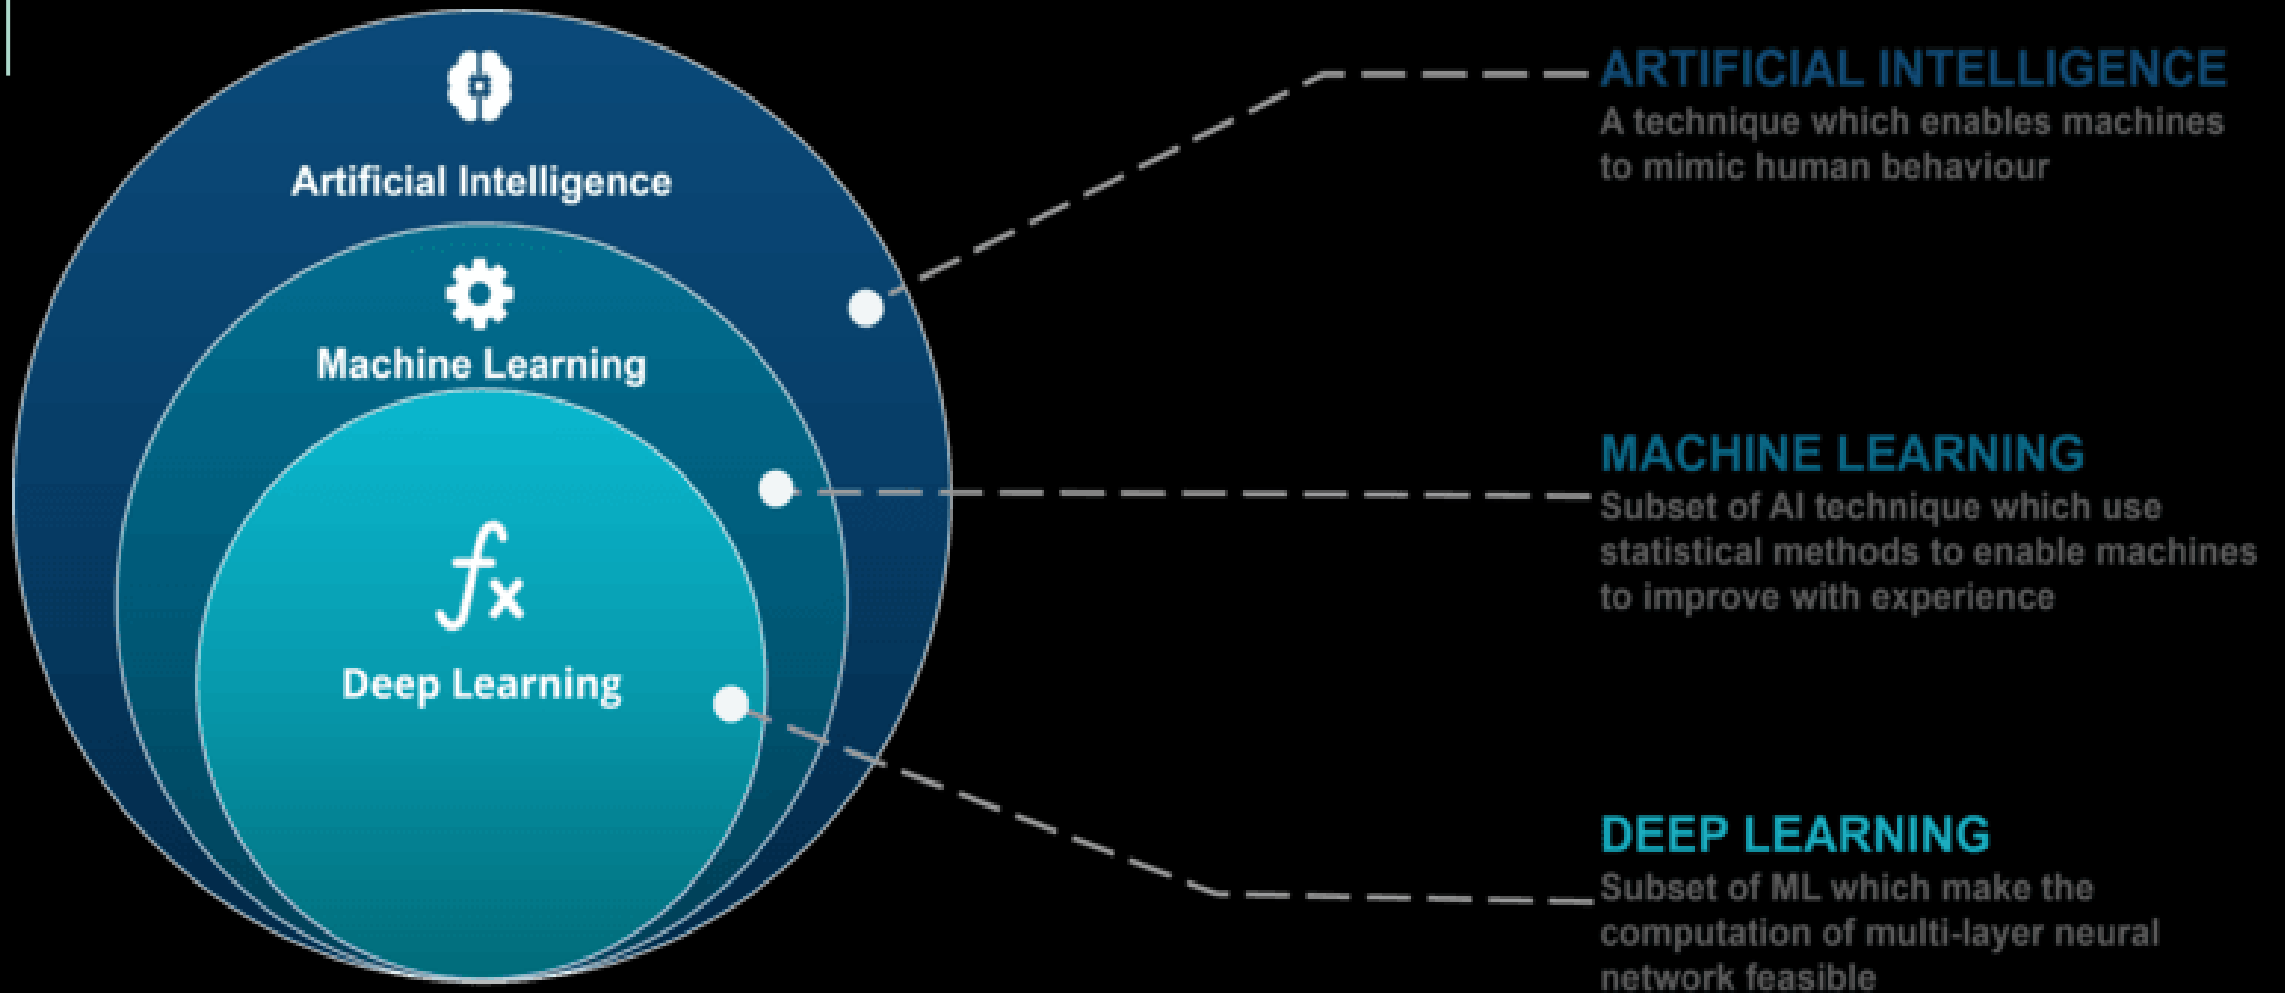 Artificial Intelligence
Machine Learning
fx
Deep Learning
ARTIFICIAL INTELLIGENCE
A technique which enables machines
to mimic human behaviour
MACHINE LEARNING
Subset of AI technique which use
statistical methods to enable machines
to improve with experience
DEEP LEARNING
Subset of ML which make the
computation of multi-layer neural
network feasible